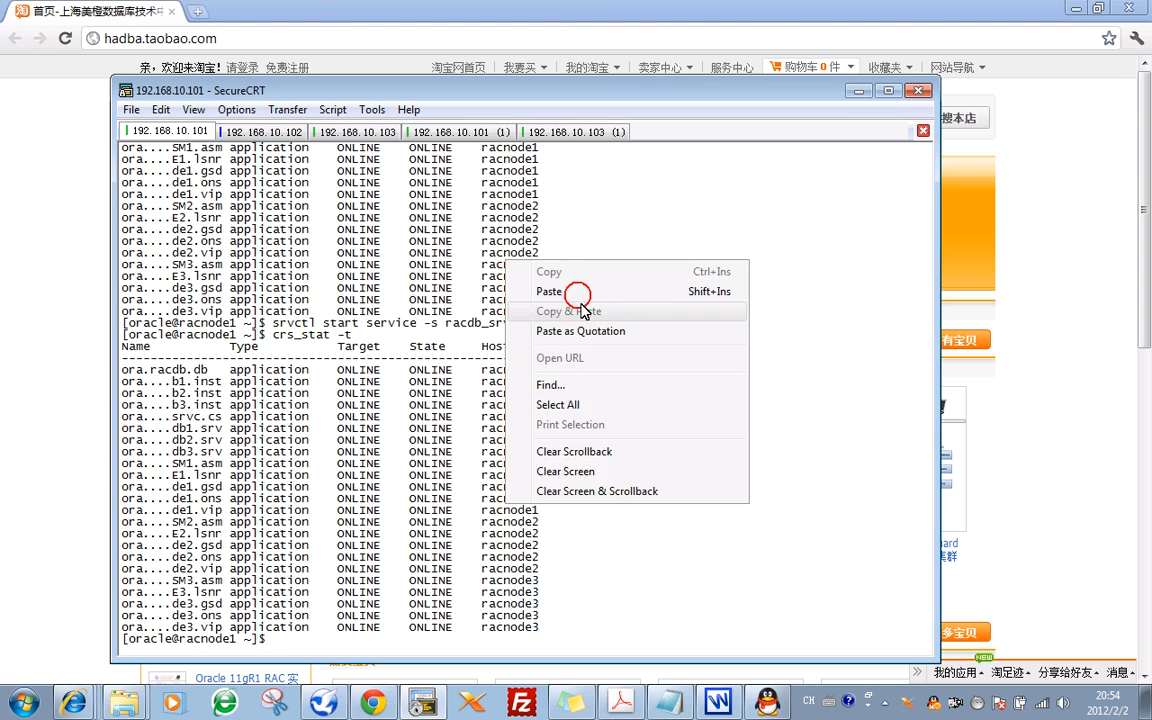 首页-上海美橙数据库技术中
hadba.taobao.com
亲，欢迎来淘宝！请登录 免费注册
淘宝网首页 我要买 我的淘宝 卖家中心 服务中心 购物车 0 件 收藏夹 网站导航
192.168.10.101 - SecureCRT
搜本店
File Edit View Options Transfer Script Tools Help
192.168.10.101 192.168.10.102 192.168.10.103 192.168.10.101 (1) 192.168.10.103 (1)
ora....SM1.asm application ONLINE ONLINE racnode1
ora....E1.lsnr application ONLINE ONLINE racnode1
ora....de1.gsd application ONLINE ONLINE racnode1
ora....de1.ons application ONLINE ONLINE racnode1
ora....de1.vip application ONLINE ONLINE racnode1
ora....SM2.asm application ONLINE ONLINE racnode2
ora....E2.lsnr application ONLINE ONLINE racnode2
ora....de2.gsd application ONLINE ONLINE racnode2
ora....de2.ons application ONLINE ONLINE racnode2
ora....de2.vip application ONLINE ONLINE racnode2
ora....SM3.asm application ONLINE ONLINE
ora....E3.lsnr application ONLINE ONLINE
ora....de3.gsd application ONLINE ONLINE
ora....de3.ons application ONLINE ONLINE
ora....de3.vip application ONLINE ONLINE
[oracle@racnode1 ~]$ srvctl start service -s racdb_srv
[oracle@racnode1 ~]$ crs_stat -t
Name Type Target State Hos
----------------------------------------
ora.racdb.db application ONLINE ONLINE
ora....b1.inst application ONLINE ONLINE
ora....b2.inst application ONLINE ONLINE
ora....b3.inst application ONLINE ONLINE
ora....srvc.cs application ONLINE ONLINE
ora....db1.srv application ONLINE ONLINE
ora....db2.srv application ONLINE ONLINE
ora....db3.srv application ONLINE ONLINE
ora....SM1.asm application ONLINE ONLINE
ora....E1.lsnr application ONLINE ONLINE
ora....de1.gsd application ONLINE ONLINE
ora....de1.ons application ONLINE ONLINE
ora....de1.vip application ONLINE ONLINE racnode1
ora....SM2.asm application ONLINE ONLINE racnode2
ora....E2.lsnr application ONLINE ONLINE racnode2
ora....de2.gsd application ONLINE ONLINE racnode2
ora....de2.ons application ONLINE ONLINE racnode2
ora....de2.vip application ONLINE ONLINE racnode2
ora....SM3.asm application ONLINE ONLINE racnode3
ora....E3.lsnr application ONLINE ONLINE racnode3
ora....de3.gsd application ONLINE ONLINE racnode3
ora....de3.ons application ONLINE ONLINE racnode3
ora....de3.vip application ONLINE ONLINE racnode3
[oracle@racnode1 ~]$
Copy Ctrl+Ins
Paste Shift+Ins
Copy & Paste
Paste as Quotation
Open URL
Find...
Select All
Print Selection
Clear Scrollback
Clear Screen
Clear Screen & Scrollback
有宝贝
uard
集群
多宝贝
NEW
Oracle 11gR1 RAC 实
我的应用 淘足迹 分享给好友 消息
CH
20:54
2012/2/2